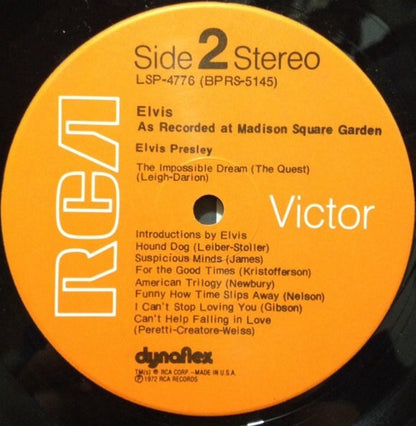 Side 2 Stereo
LSP-4776 (BPRS-5145)
Elvis
As Recorded at Madison Square Garden
Elvis Presley
The Impossible Dream (The Quest)
(Leigh-Darion)
RCA
Victor
Introductions by Elvis
Hound Dog (Leiber-Stoller)
Suspicious Minds (James)
For the Good Times (Kristofferson)
American Trilogy (Newbury)
Funny How Time Slips Away (Nelson)
I Can't Stop Loving You (Gibson)
Can't Help Falling in Love
(Peretti-Creatore-Weiss)
dynaflex
TM(s) ® RCA CORP.—MADE IN U.S.A.
℗1972 RCA RECORDS